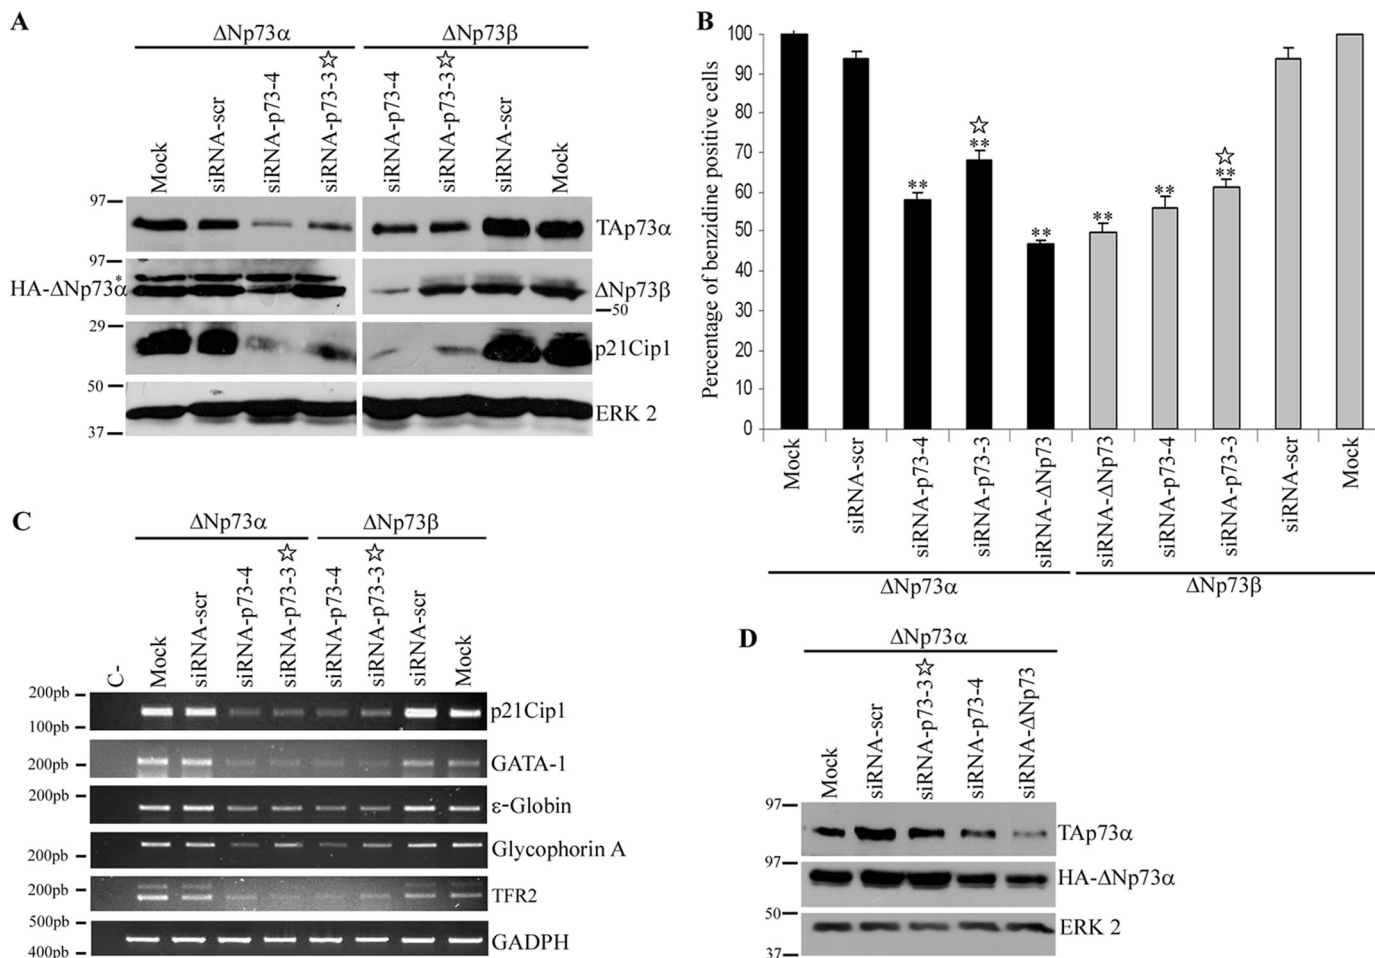 A
ΔNp73α
ΔNp73β
Mock
siRNA-scr
siRNA-p73-4
siRNA-p73-3☆
siRNA-p73-4
siRNA-p73-3☆
siRNA-scr
Mock
97
TAp73α
97
*
HA-ΔNp73α
ΔNp73β
50
29
p21Cip1
50
ERK 2
37
B
Percentage of benzidine positive cells
100
90
80
70
60
50
40
30
20
10
0
**
☆
**
**
**
**
☆
**
Mock
siRNA-scr
siRNA-p73-4
siRNA-p73-3
siRNA-ΔNp73
siRNA-ΔNp73
siRNA-p73-4
siRNA-p73-3
siRNA-scr
Mock
ΔNp73α
ΔNp73β
C
ΔNp73α
ΔNp73β
C-
Mock
siRNA-scr
siRNA-p73-4
siRNA-p73-3☆
siRNA-p73-4
siRNA-p73-3☆
siRNA-scr
Mock
200pb
p21Cip1
100pb
200pb
GATA-1
200pb
ε-Globin
200pb
Glycophorin A
200pb
TFR2
500pb
GADPH
400pb
D
ΔNp73α
Mock
siRNA-scr
siRNA-p73-3☆
siRNA-p73-4
siRNA-ΔNp73
97
TAp73α
97
HA-ΔNp73α
50
ERK 2
37